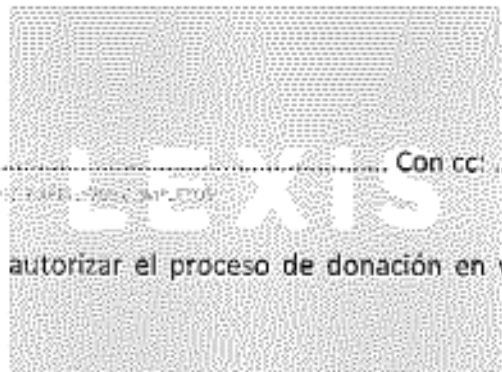 LEXIS
........................................ Con cc:
autorizar el proceso de donación en